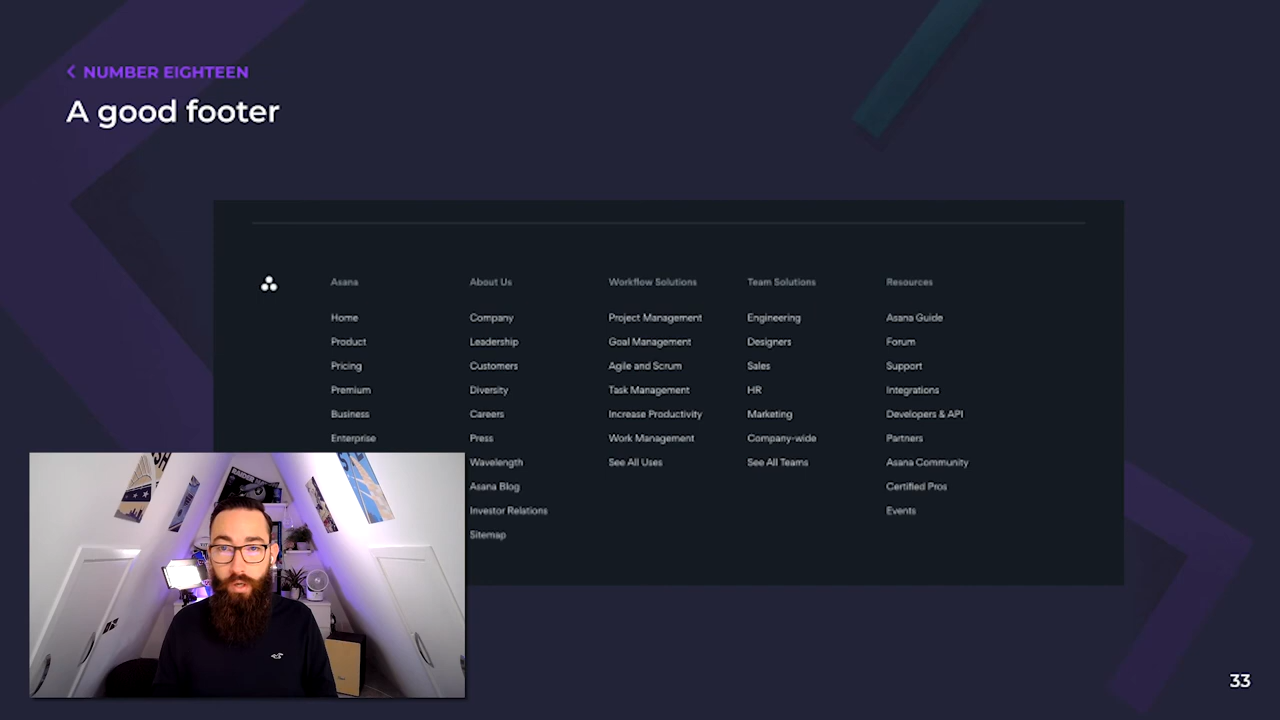 NUMBER EIGHTEEN
A good footer
Asana
Home
Product
Pricing
Premium
Business
Enterprise
About Us
Company
Leadership
Customers
Diversity
Careers
Press
Wavelength
Asana Blog
Investor Relations
Sitemap
Workflow Solutions
Project Management
Goal Management
Agile and Scrum
Task Management
Increase Productivity
Work Management
See All Uses
Team Solutions
Engineering
Designers
Sales
HR
Marketing
Company-wide
See All Teams
Resources
Asana Guide
Forum
Support
Integrations
Developers & API
Partners
Asana Community
Certified Pros
Events
33